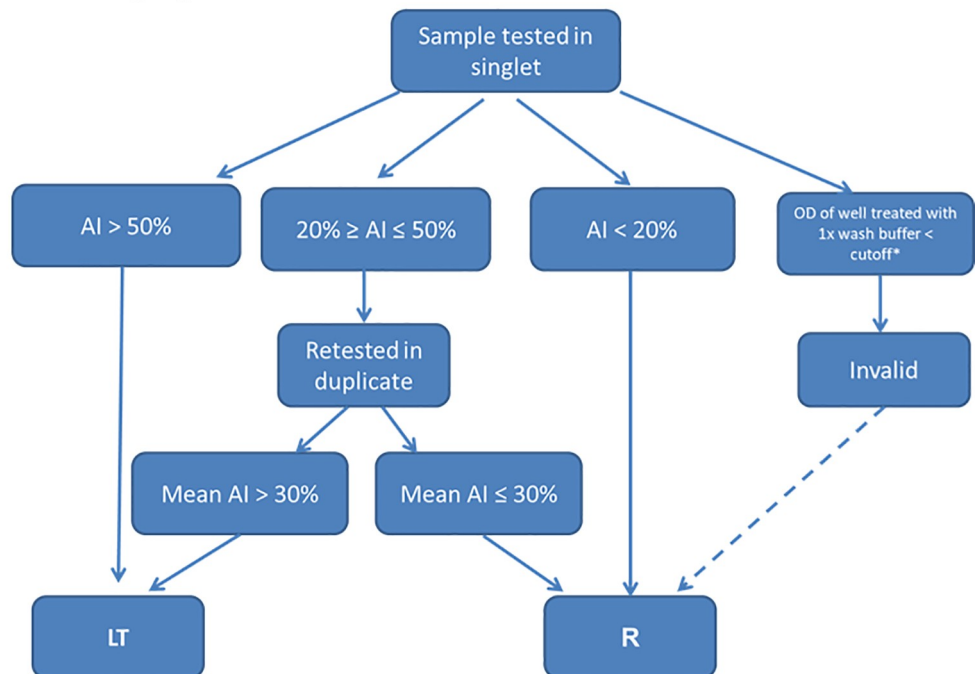 Sample tested in
singlet
AI > 50%
20% ≥ AI ≤ 50%
AI < 20%
OD of well treated with
1x wash buffer <
cutoff*
Retested in
duplicate
Invalid
Mean AI > 30%
Mean AI ≤ 30%
LT
R